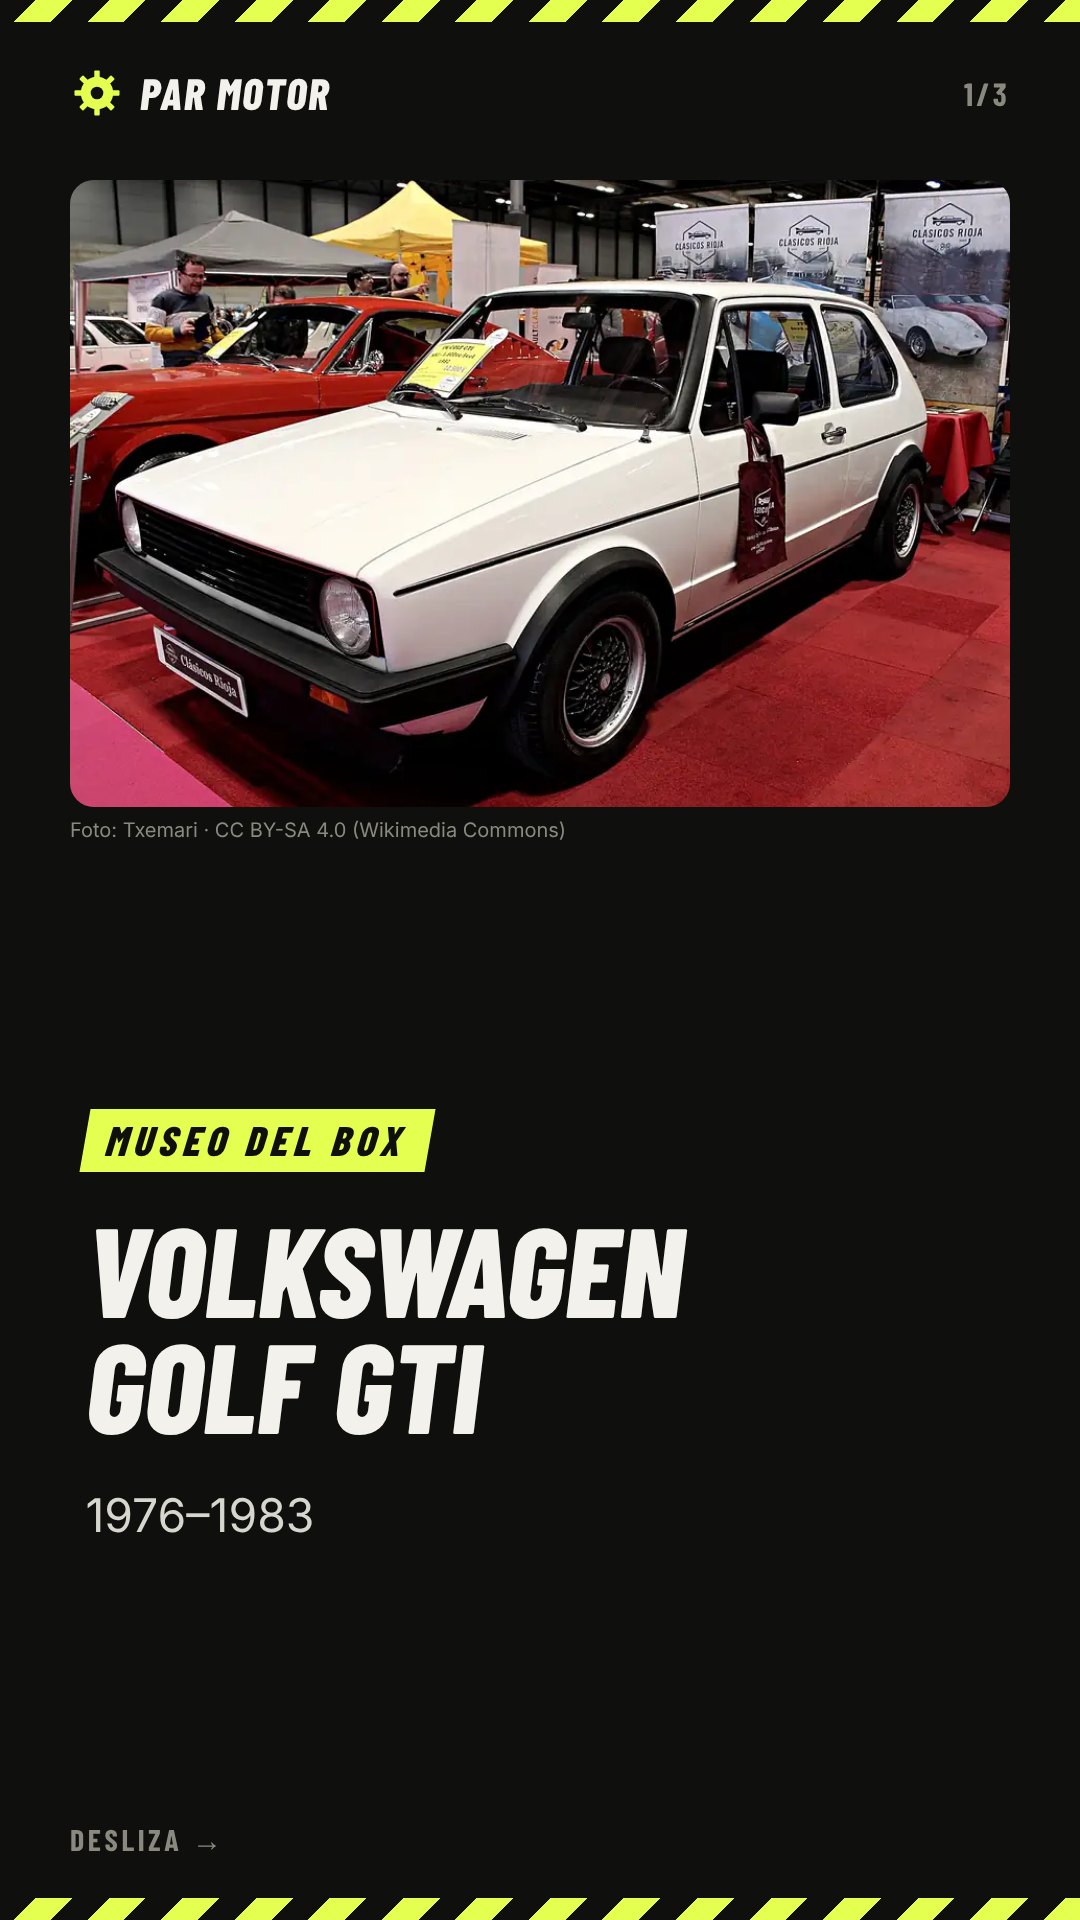 PAR MOTOR
1/3
CLASICOS RIOJA
CLASICOS RIOJA
CLASICOS RIOJA
Clásicos Rioja
Foto: Txemari · CC BY-SA 4.0 (Wikimedia Commons)
MUSEO DEL BOX
VOLKSWAGEN
GOLF GTI
1976–1983
DESLIZA →